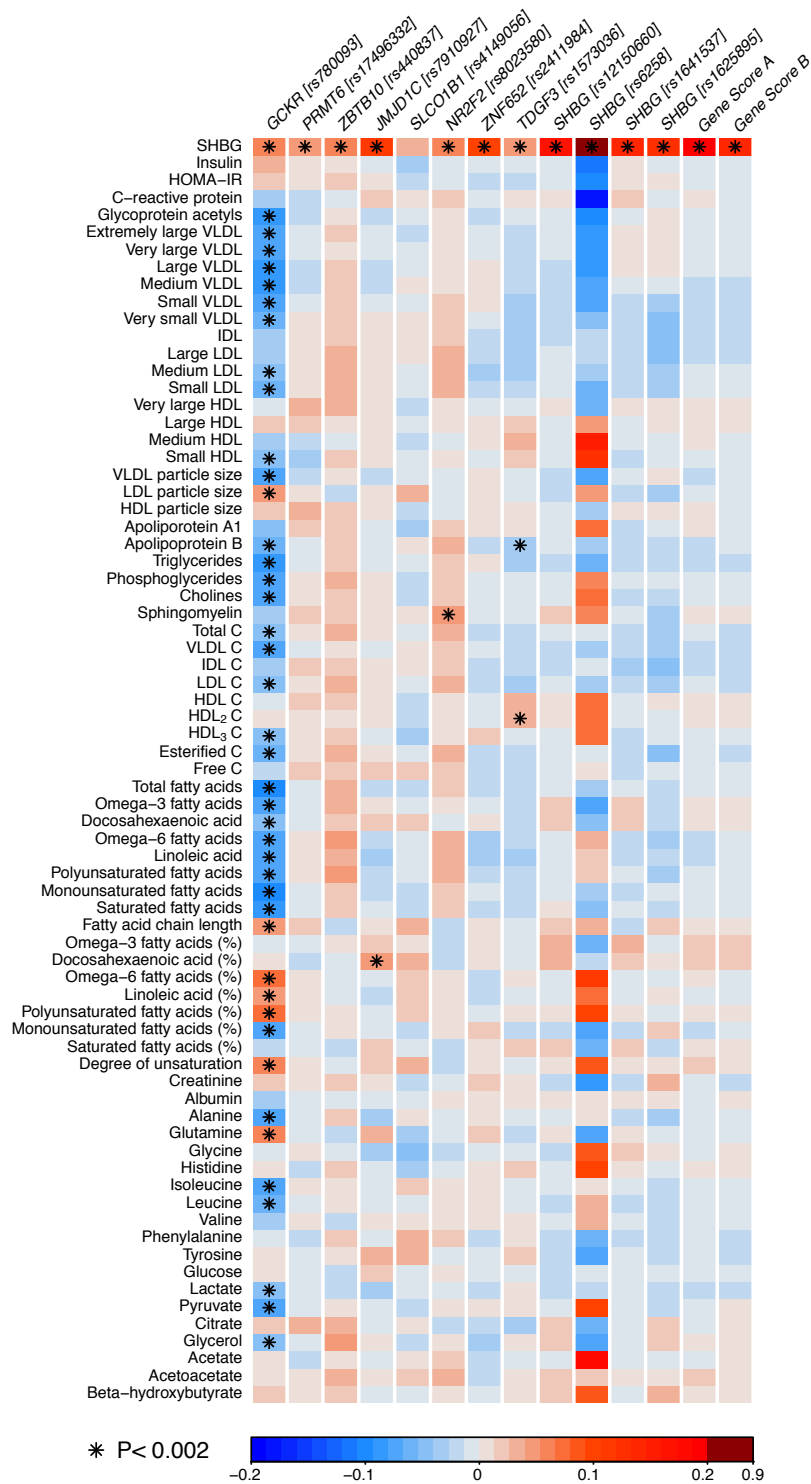 GCKR [rs780093]
PRMT6 [rs17496332]
ZBTB10 [rs440837]
JMJD1C [rs7910927]
SLCO1B1 [rs4149056]
NR2F2 [rs8023580]
ZNF652 [rs2411984]
TDGF3 [rs1573036]
SHBG [rs12150660]
SHBG [rs6258]
SHBG [rs1641537]
SHBG [rs1625895]
Gene Score A
Gene Score B
SHBG
Insulin
HOMA−IR
C−reactive protein
Glycoprotein acetyls
Extremely large VLDL
Very large VLDL
Large VLDL
Medium VLDL
Small VLDL
Very small VLDL
IDL
Large LDL
Medium LDL
Small LDL
Very large HDL
Large HDL
Medium HDL
Small HDL
VLDL particle size
LDL particle size
HDL particle size
Apoliporotein A1
Apolipoprotein B
Triglycerides
Phosphoglycerides
Cholines
Sphingomyelin
Total C
VLDL C
IDL C
LDL C
HDL C
HDL₂ C
HDL₃ C
Esterified C
Free C
Total fatty acids
Omega−3 fatty acids
Docosahexaenoic acid
Omega−6 fatty acids
Linoleic acid
Polyunsaturated fatty acids
Monounsaturated fatty acids
Saturated fatty acids
Fatty acid chain length
Omega−3 fatty acids (%)
Docosahexaenoic acid (%)
Omega−6 fatty acids (%)
Linoleic acid (%)
Polyunsaturated fatty acids (%)
Monounsaturated fatty acids (%)
Saturated fatty acids (%)
Degree of unsaturation
Creatinine
Albumin
Alanine
Glutamine
Glycine
Histidine
Isoleucine
Leucine
Valine
Phenylalanine
Tyrosine
Glucose
Lactate
Pyruvate
Citrate
Glycerol
Acetate
Acetoacetate
Beta−hydroxybutyrate
✳ P< 0.002
−0.2 −0.1 0 0.1 0.2 0.9